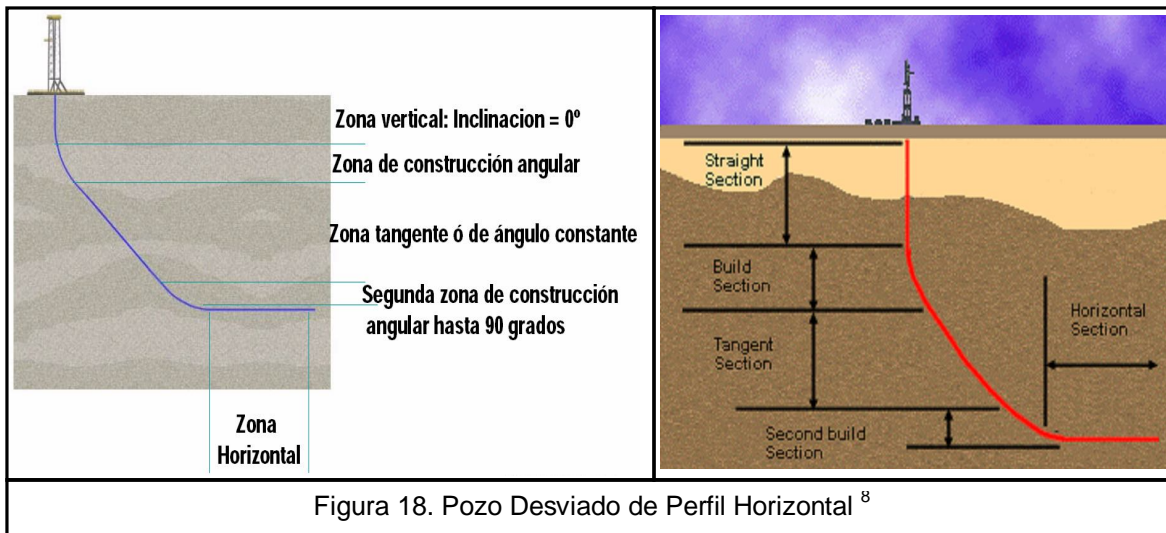 Zona vertical: Inclinacion = 0º
Zona de construcción angular
Zona tangente ó de ángulo constante
Segunda zona de construcción
angular hasta 90 grados
Zona
Horizontal
Straight
Section
Build
Section
Tangent
Section
Second build
Section
Horizontal
Section
Figura 18. Pozo Desviado de Perfil Horizontal 8